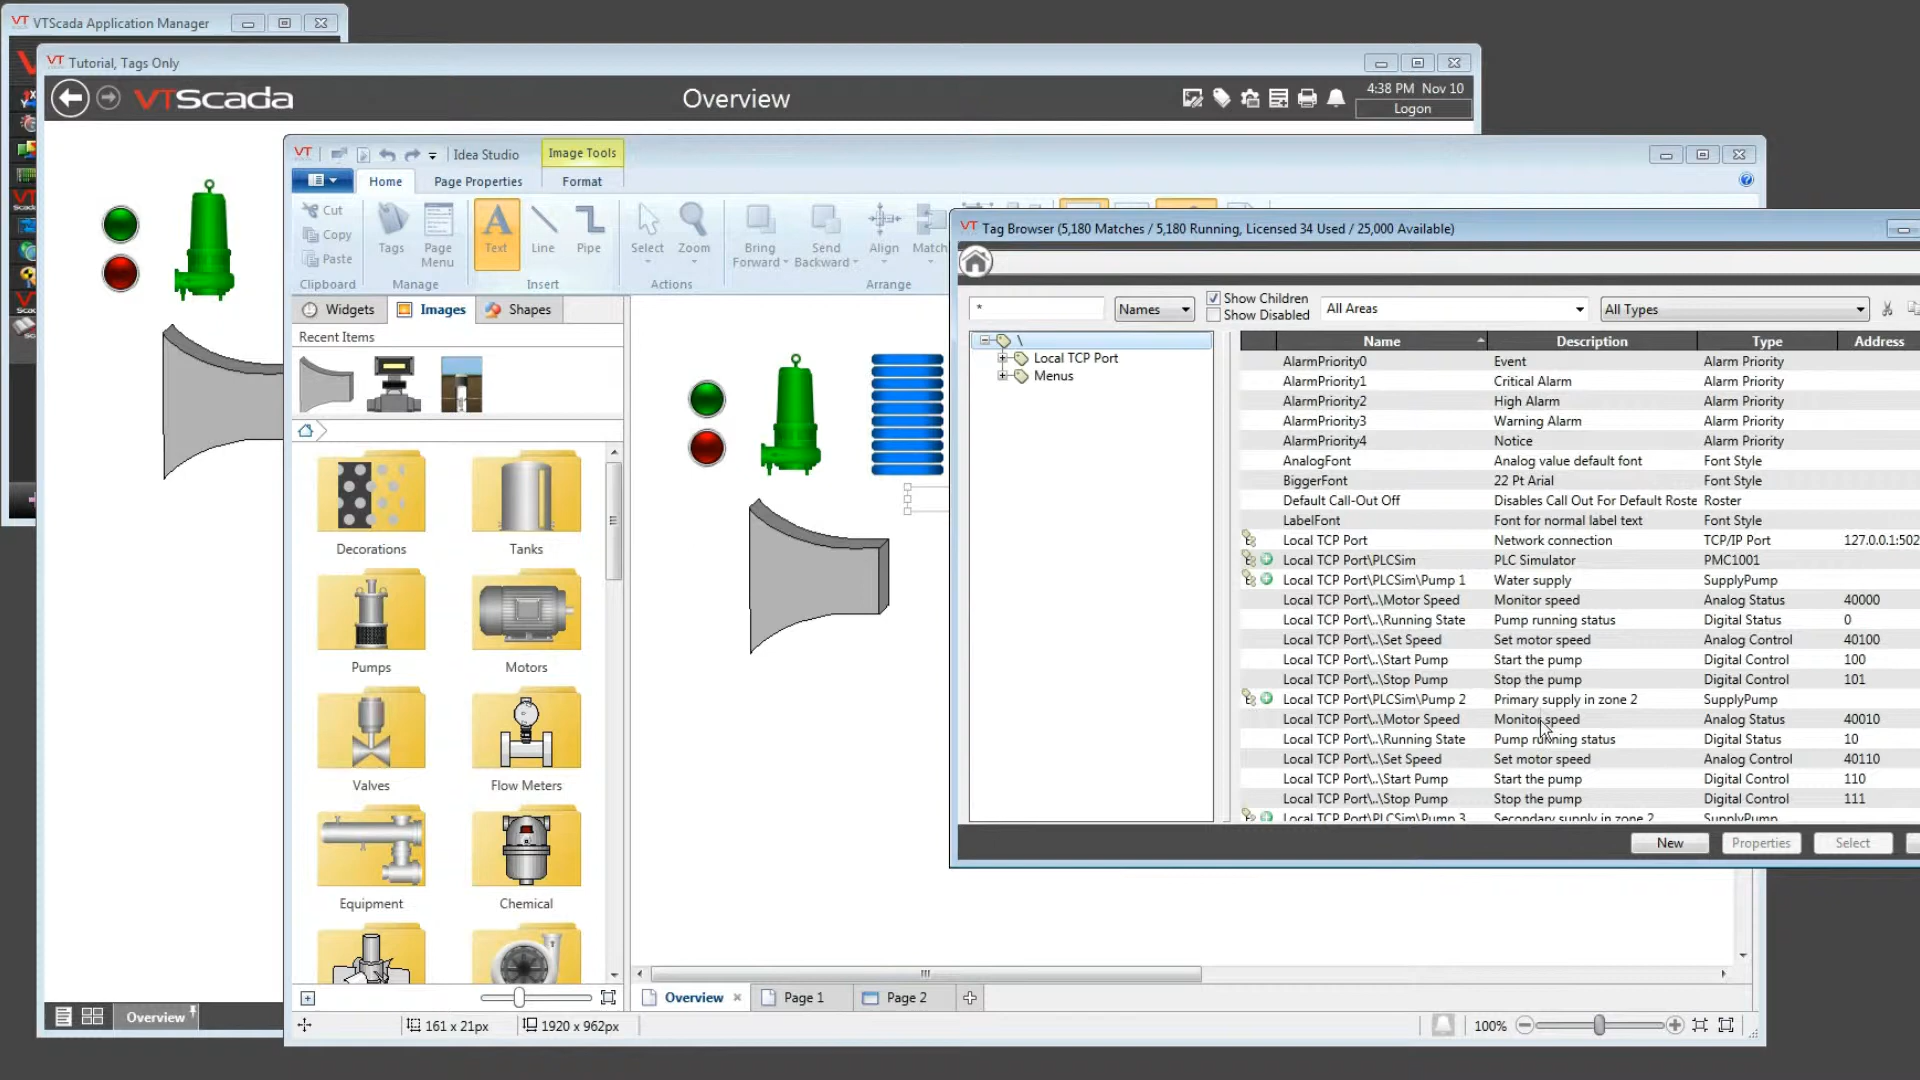 VT VTScada Application Manager
VT Tutorial, Tags Only
VTScada
Overview
4:38 PM Nov 10
Logon
VT Idea Studio
Image Tools
Home
Page Properties
Format
Cut
Copy
Paste
Clipboard
Tags
Page Menu
Manage
A
Text
Line
Pipe
Insert
Select
Zoom
Actions
Bring Forward
Send Backward
Align
Match
Arrange
Widgets
Images
Shapes
Recent Items
Decorations
Tanks
Pumps
Motors
Valves
Flow Meters
Equipment
Chemical
VT Tag Browser (5,180 Matches / 5,180 Running, Licensed 34 Used / 25,000 Available)
*
Names
Show Children
Show Disabled
All Areas
All Types
\
Local TCP Port
Menus
Name Description Type Address
AlarmPriority0 Event Alarm Priority
AlarmPriority1 Critical Alarm Alarm Priority
AlarmPriority2 High Alarm Alarm Priority
AlarmPriority3 Warning Alarm Alarm Priority
AlarmPriority4 Notice Alarm Priority
AnalogFont Analog value default font Font Style
BiggerFont 22 Pt Arial Font Style
Default Call-Out Off Disables Call Out For Default Roste Roster
LabelFont Font for normal label text Font Style
Local TCP Port Network connection TCP/IP Port 127.0.0.1:502
Local TCP Port\PLCSim PLC Simulator PMC1001
Local TCP Port\PLCSim\Pump 1 Water supply SupplyPump
Local TCP Port\..\Motor Speed Monitor speed Analog Status 40000
Local TCP Port\..\Running State Pump running status Digital Status 0
Local TCP Port\..\Set Speed Set motor speed Analog Control 40100
Local TCP Port\..\Start Pump Start the pump Digital Control 100
Local TCP Port\..\Stop Pump Stop the pump Digital Control 101
Local TCP Port\PLCSim\Pump 2 Primary supply in zone 2 SupplyPump
Local TCP Port\..\Motor Speed Monitor speed Analog Status 40010
Local TCP Port\..\Running State Pump running status Digital Status 10
Local TCP Port\..\Set Speed Set motor speed Analog Control 40110
Local TCP Port\..\Start Pump Start the pump Digital Control 110
Local TCP Port\..\Stop Pump Stop the pump Digital Control 111
Local TCP Port\PLCSim\Pump 3 Secondary supply in zone 2 SupplyPump
New
Properties
Select
Overview
Page 1
Page 2
Overview
161 x 21px
1920 x 962px
100%